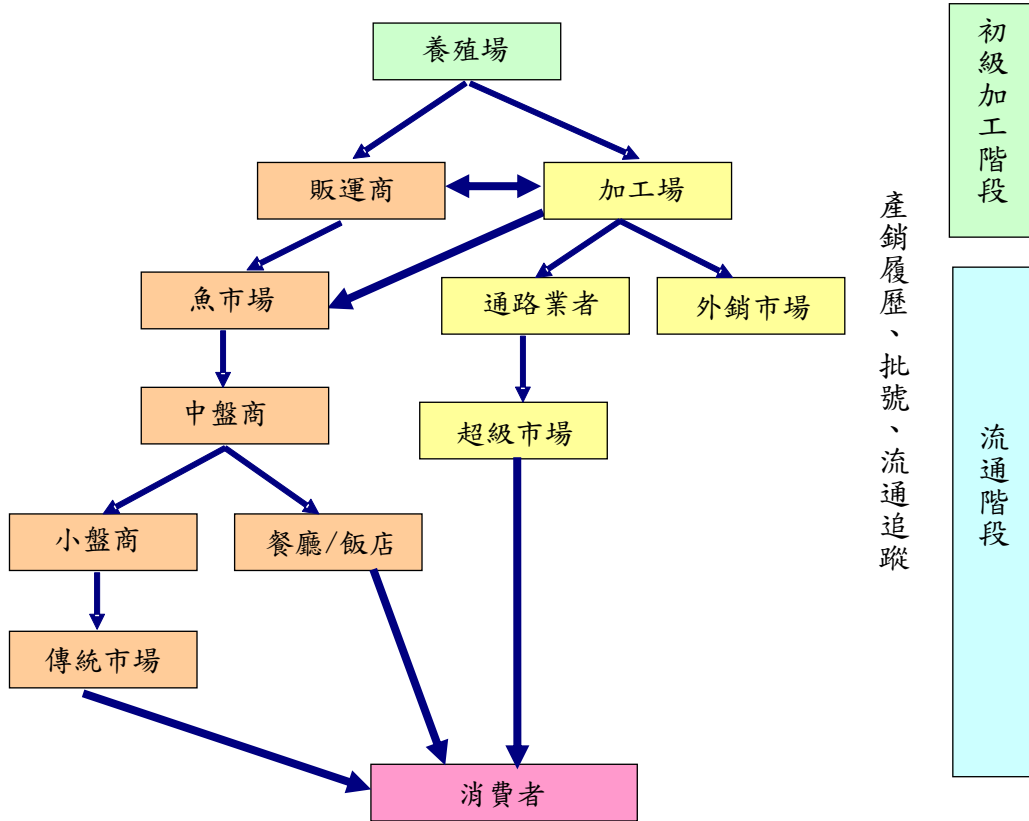 養殖場
初級加工階段
販運商
加工場
產銷履歷、批號、流通追蹤
魚市場
通路業者
外銷市場
中盤商
超級市場
流通階段
小盤商
餐廳/飯店
傳統市場
消費者